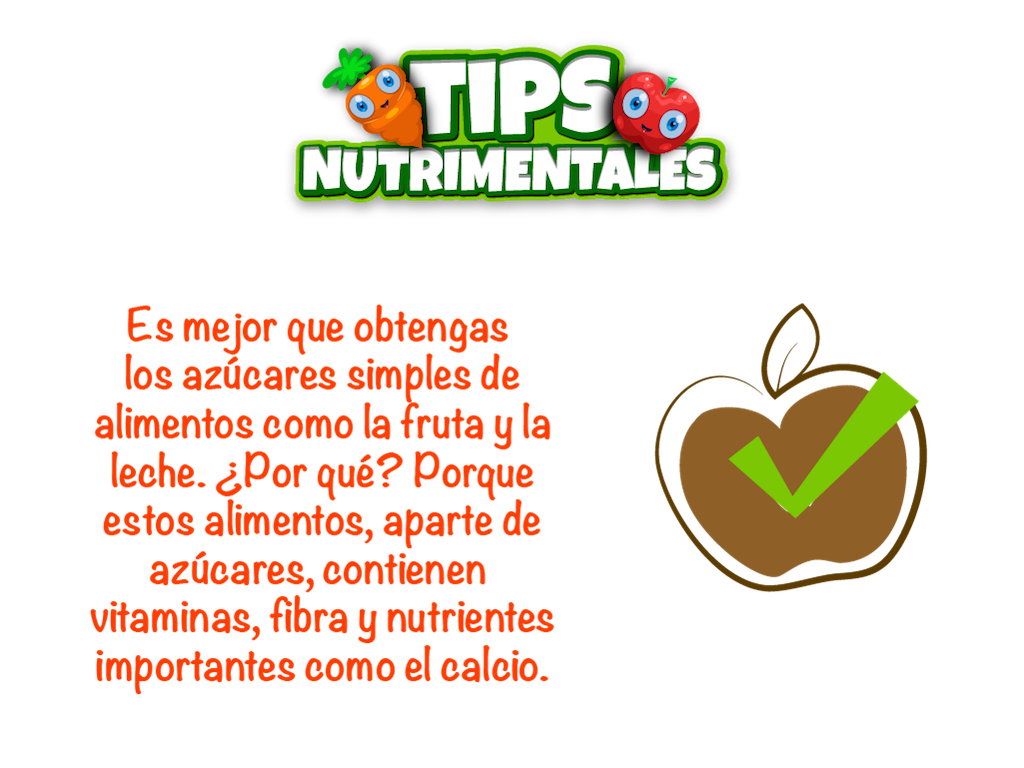 TIPS
NUTRIMENTALES
Es mejor que obtengas
los azúcares simples de
alimentos como la fruta y la
leche. ¿Por qué? Porque
estos alimentos, aparte de
azúcares, contienen
vitaminas, fibra y nutrientes
importantes como el calcio.